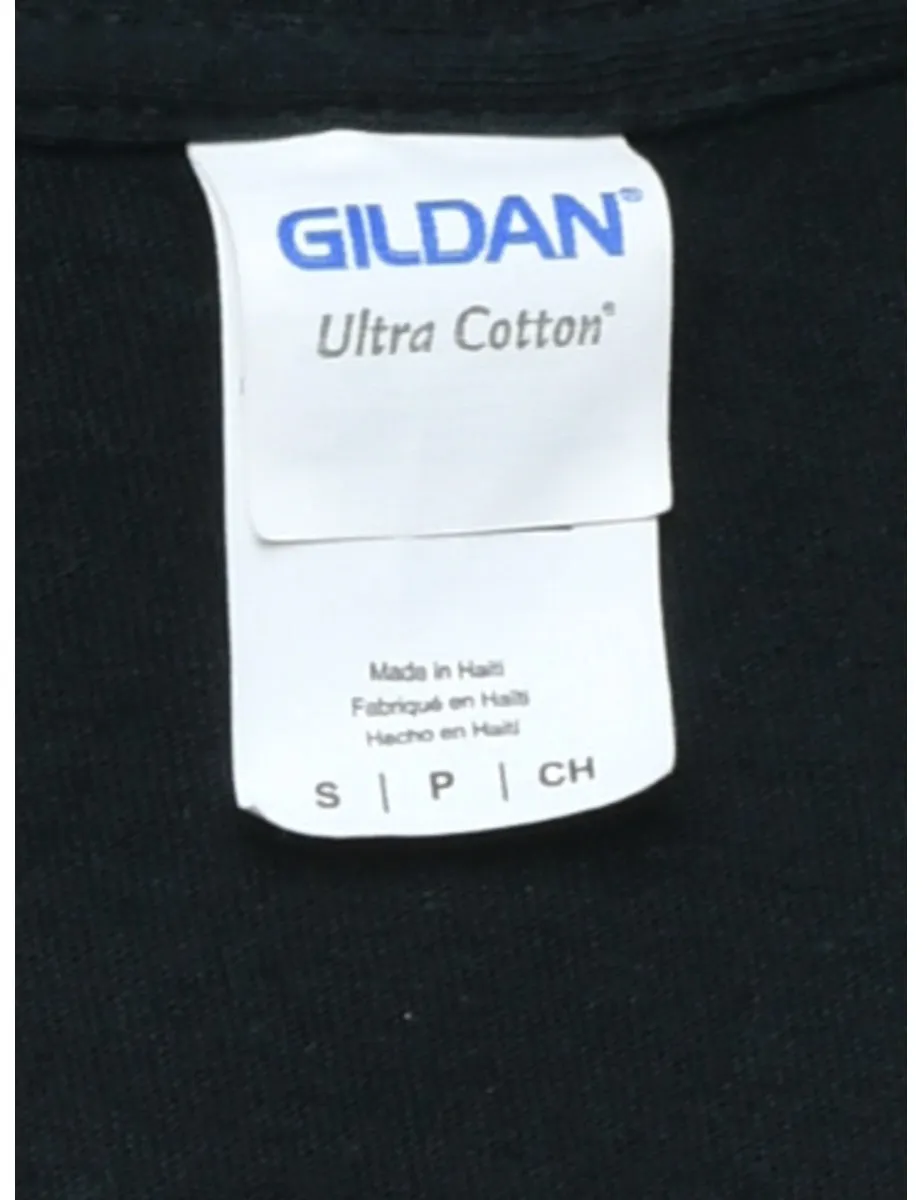 GILDAN®
Ultra Cotton®
Made in Haiti
Fabriqué en Haïti
Hecho en Haití
S | P | CH